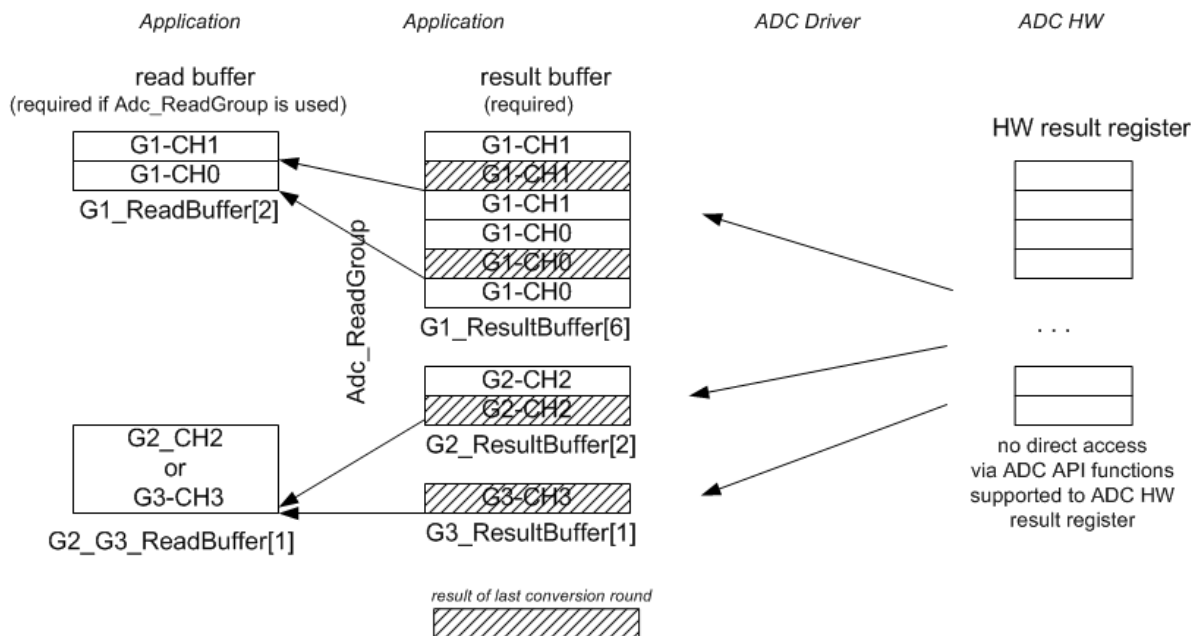 Application
Application
ADC Driver
ADC HW
read buffer
(required if Adc_ReadGroup is used)
G1-CH1
G1-CH0
G1_ReadBuffer[2]
G2_CH2
or
G3-CH3
G2_G3_ReadBuffer[1]
Adc_ReadGroup
result buffer
(required)
G1-CH1
G1-CH1
G1-CH1
G1-CH0
G1-CH0
G1-CH0
G1_ResultBuffer[6]
G2-CH2
G2-CH2
G2_ResultBuffer[2]
G3-CH3
G3_ResultBuffer[1]
result of last conversion round
HW result register
. . .
no direct access
via ADC API functions
supported to ADC HW
result register